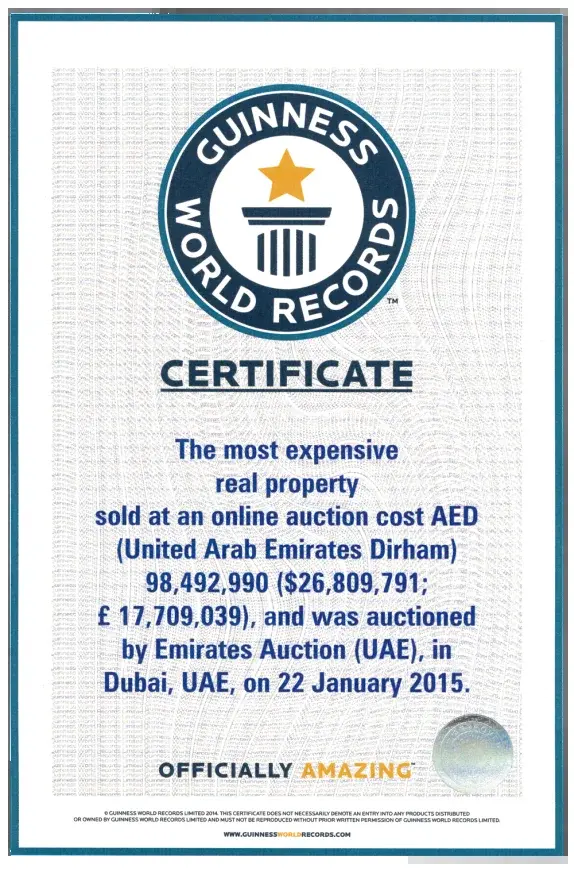 GUINNESS
WORLD RECORDS
TM
CERTIFICATE
The most expensive
real property
sold at an online auction cost AED
(United Arab Emirates Dirham)
98,492,990 ($26,809,791;
£ 17,709,039), and was auctioned
by Emirates Auction (UAE), in
Dubai, UAE, on 22 January 2015.
OFFICIALLY AMAZING™
© GUINNESS WORLD RECORDS LIMITED 2014. THIS CERTIFICATE DOES NOT NECESSARILY DENOTE AN ENTRY INTO ANY PRODUCTS DISTRIBUTED
OR OWNED BY GUINNESS WORLD RECORDS LIMITED AND MUST NOT BE REPRODUCED WITHOUT PRIOR WRITTEN PERMISSION OF GUINNESS WORLD RECORDS LIMITED.
WWW.GUINNESSWORLDRECORDS.COM